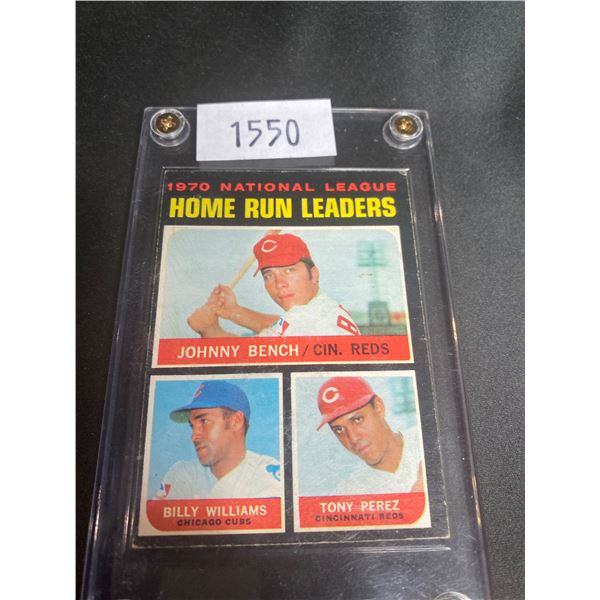 1550
1970 NATIONAL LEAGUE
HOME RUN LEADERS
JOHNNY BENCH / CIN. REDS
BILLY WILLIAMS
CHICAGO CUBS
TONY PEREZ
CINCINNATI REDS